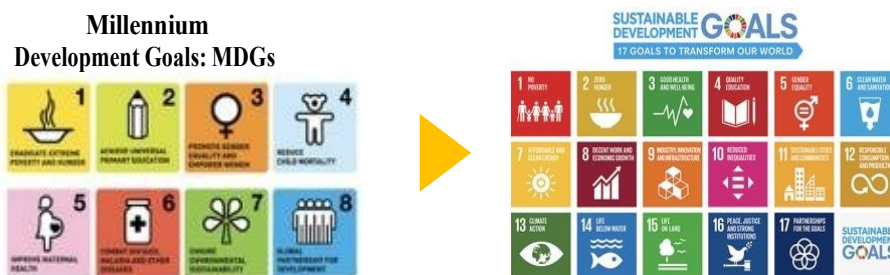 Millennium
Development Goals: MDGs
1
ERADICATE EXTREME
POVERTY AND HUNGER
2
ACHIEVE UNIVERSAL
PRIMARY EDUCATION
3
PROMOTE GENDER
EQUALITY AND
EMPOWER WOMEN
4
REDUCE
CHILD MORTALITY
5
IMPROVE MATERNAL
HEALTH
6
COMBAT HIV/AIDS,
MALARIA AND OTHER
DISEASES
7
ENSURE
ENVIRONMENTAL
SUSTAINABILITY
8
GLOBAL
PARTNERSHIP FOR
DEVELOPMENT
SUSTAINABLE
DEVELOPMENT
GOALS
17 GOALS TO TRANSFORM OUR WORLD
1 NO
POVERTY
2 ZERO
HUNGER
3 GOOD HEALTH
AND WELL-BEING
4 QUALITY
EDUCATION
5 GENDER
EQUALITY
6 CLEAN WATER
AND SANITATION
7 AFFORDABLE AND
CLEAN ENERGY
8 DECENT WORK AND
ECONOMIC GROWTH
9 INDUSTRY, INNOVATION
AND INFRASTRUCTURE
10 REDUCED
INEQUALITIES
11 SUSTAINABLE CITIES
AND COMMUNITIES
12 RESPONSIBLE
CONSUMPTION
AND PRODUCTI
13 CLIMATE
ACTION
14 LIFE
BELOW WATER
15 LIFE
ON LAND
16 PEACE, JUSTICE
AND STRONG
INSTITUTIONS
17 PARTNERSHIPS
FOR THE GOALS
SUSTAINABL
DEVELOPMEN
GOALS